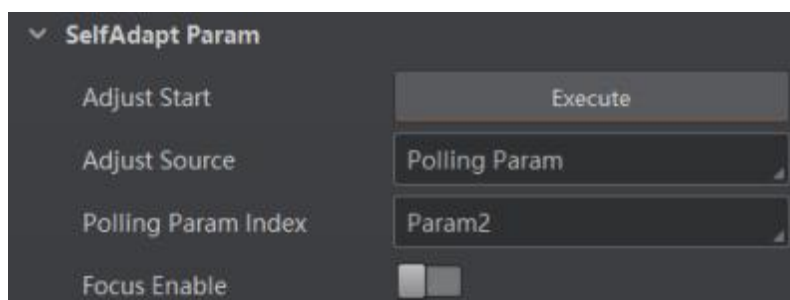 SelfAdapt Param
Adjust Start Execute
Adjust Source Polling Param
Polling Param Index Param2
Focus Enable